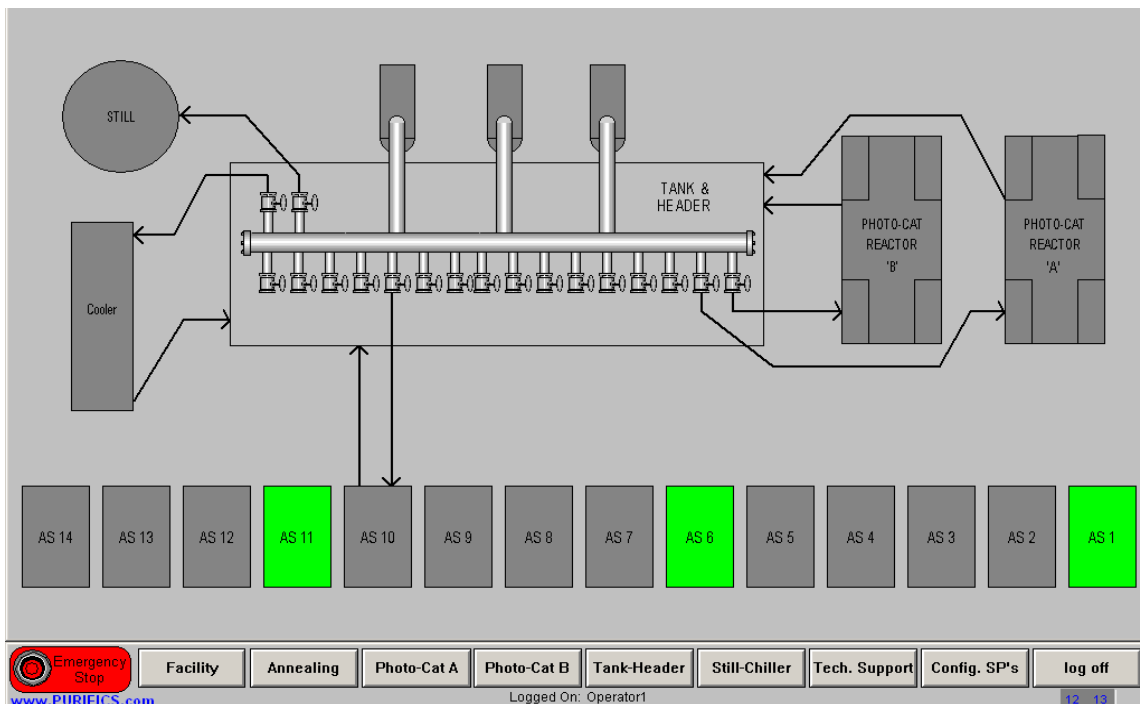 STILL
TANK &
HEADER
PHOTO-CAT
REACTOR
'B'
PHOTO-CAT
REACTOR
'A'
Cooler
AS 14
AS 13
AS 12
AS 11
AS 10
AS 9
AS 8
AS 7
AS 6
AS 5
AS 4
AS 3
AS 2
AS 1
Emergency
Stop
Facility
Annealing
Photo-Cat A
Photo-Cat B
Tank-Header
Still-Chiller
Tech. Support
Config. SP's
log off
www.PURIFICS.com
Logged On: Operator1
12 13